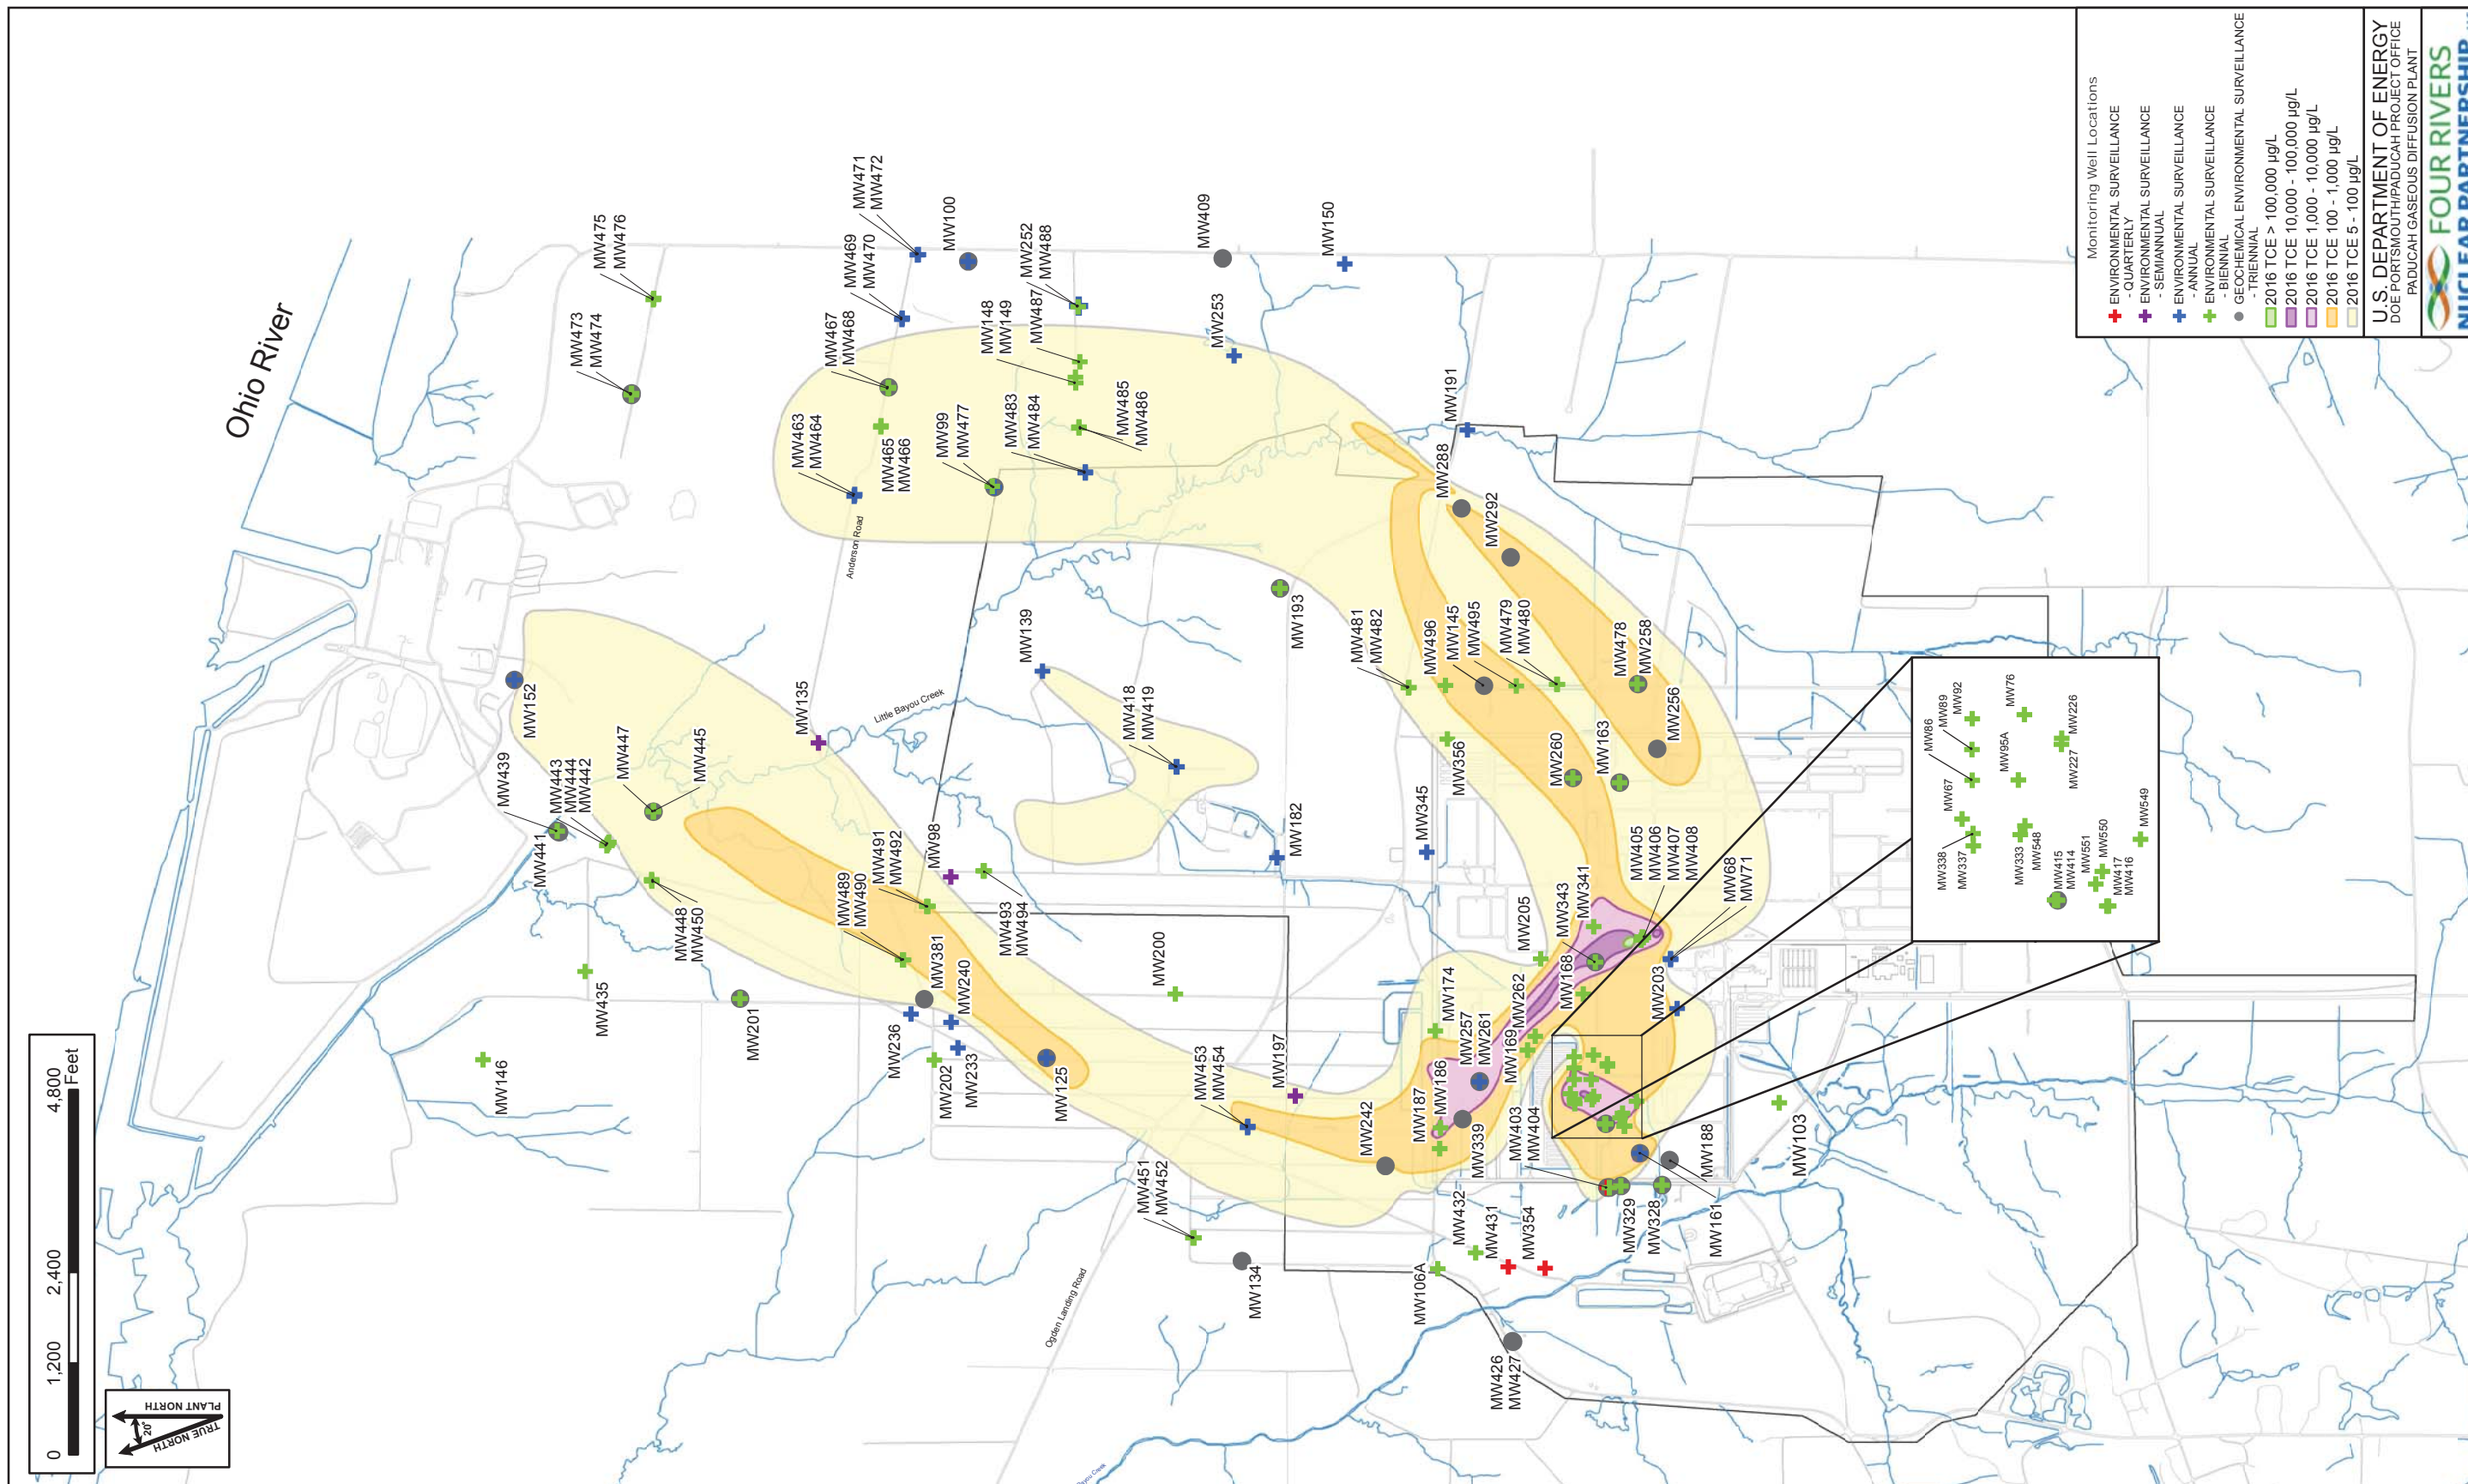 Ohio River
MW475
MW476
MW473
MW474
MW471
MW472
MW469
MW470
MW100
MW467
MW468
MW252
MW488
MW409
MW148
MW149
MW487
MW150
MW253
MW463
MW464
MW465
MW466
MW99
MW477
MW483
MW484
MW485
MW486
MW191
MW288
MW292
Anderson Road
MW193
MW139
MW152
MW135
Little Bayou Creek
MW418
MW419
MW481
MW482
MW496
MW145
MW495
MW479
MW480
MW478
MW258
MW256
MW439
MW443
MW444
MW442
MW447
MW445
MW441
MW448
MW450
MW435
MW146
MW201
MW489
MW490
MW491
MW492
MW98
MW493
MW494
MW381
MW240
MW236
MW202
MW233
MW125
MW182
MW345
MW356
MW260
MW163
MW200
MW453
MW454
MW197
MW242
MW451
MW452
MW134
Ogden Landing Road
MW174
MW205
MW343
MW341
MW405
MW406
MW407
MW408
MW68
MW71
MW168
MW262
MW203
MW257
MW261
MW169
MW187
MW186
MW339
MW403
MW404
MW432
MW431
MW354
MW106A
MW426
MW427
MW329
MW328
MW161
MW188
MW103
MW86
MW89
MW92
MW67
MW95A
MW76
MW338
MW337
MW333
MW548
MW227
MW226
MW415
MW414
MW551
MW550
MW417
MW416
MW549
0 1,200 2,400 4,800
Feet
PLANT NORTH
TRUE NORTH
20°
Monitoring Well Locations
ENVIRONMENTAL SURVEILLANCE
- QUARTERLY
ENVIRONMENTAL SURVEILLANCE
- SEMIANNUAL
ENVIRONMENTAL SURVEILLANCE
- ANNUAL
ENVIRONMENTAL SURVEILLANCE
- BIENNIAL
GEOCHEMICAL ENVIRONMENTAL SURVEILLANCE
- TRIENNIAL
2016 TCE > 100,000 µg/L
2016 TCE 10,000 - 100,000 µg/L
2016 TCE 1,000 - 10,000 µg/L
2016 TCE 100 - 1,000 µg/L
2016 TCE 5 - 100 µg/L
U.S. DEPARTMENT OF ENERGY
DOE PORTSMOUTH/PADUCAH PROJECT OFFICE
PADUCAH GASEOUS DIFFUSION PLANT
FOUR RIVERS
NUCLEAR PARTNERSHIP